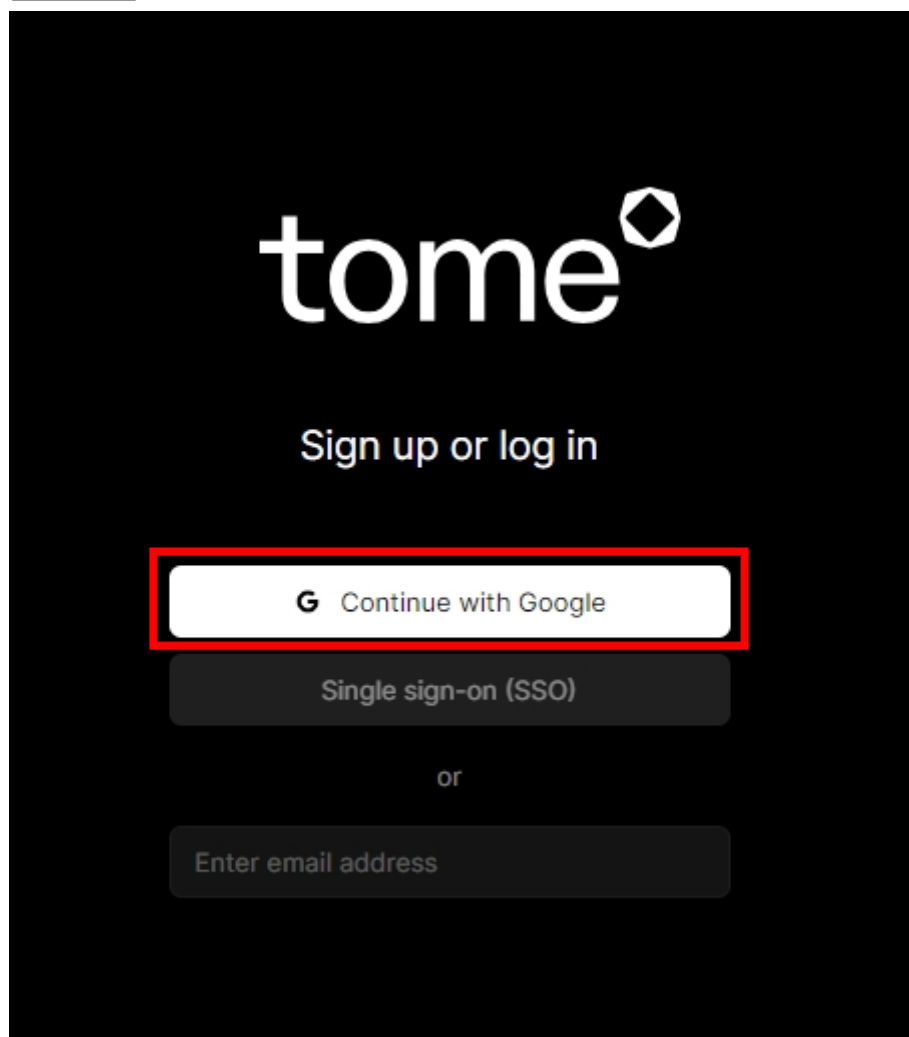 tome
Sign up or log in
G Continue with Google
Single sign-on (SSO)
or
Enter email address